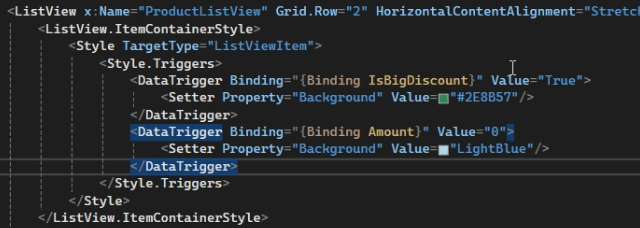 <ListView x:Name="ProductListView" Grid.Row="2" HorizontalContentAlignment="Stretch
<ListView.ItemContainerStyle>
<Style TargetType="ListViewItem">
<Style.Triggers>
<DataTrigger Binding="{Binding IsBigDiscount}" Value="True">
<Setter Property="Background" Value="#2E8B57"/>
</DataTrigger>
<DataTrigger Binding="{Binding Amount}" Value="0">
<Setter Property="Background" Value="LightBlue"/>
</DataTrigger>
</Style.Triggers>
</Style>
</ListView.ItemContainerStyle>